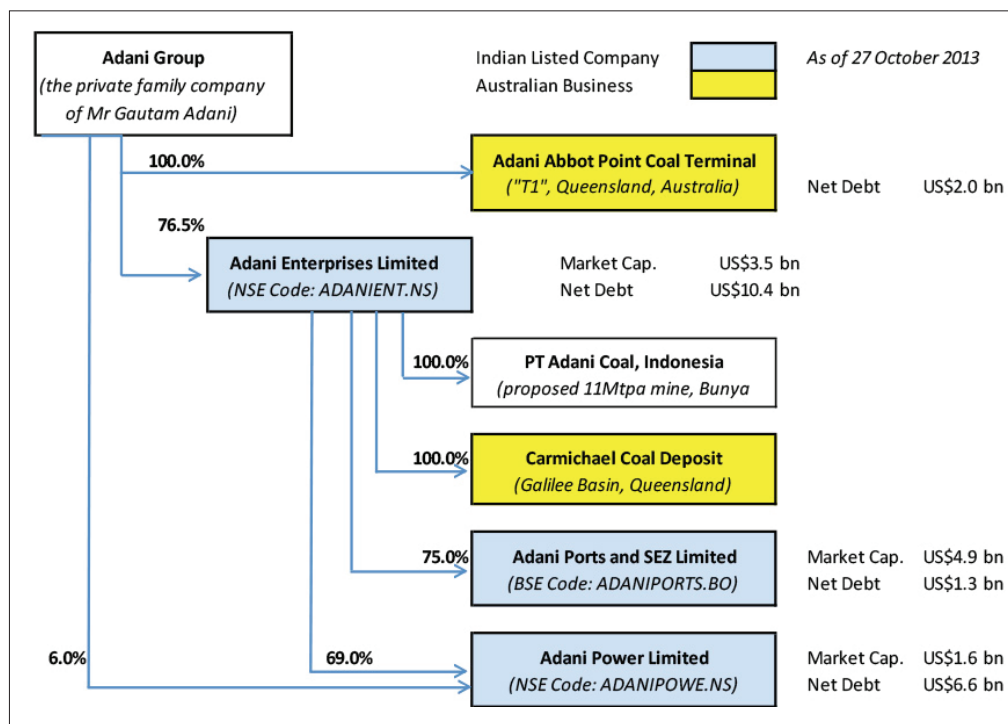 Adani Group
(the private family company
of Mr Gautam Adani)
Indian Listed Company
As of 27 October 2013
Australian Business
100.0%
Adani Abbot Point Coal Terminal
("T1", Queensland, Australia)
Net Debt US$2.0 bn
76.5%
Adani Enterprises Limited
(NSE Code: ADANIENT.NS)
Market Cap. US$3.5 bn
Net Debt US$10.4 bn
100.0%
PT Adani Coal, Indonesia
(proposed 11Mtpa mine, Bunya
100.0%
Carmichael Coal Deposit
(Galilee Basin, Queensland)
75.0%
Adani Ports and SEZ Limited
(BSE Code: ADANIPORTS.BO)
Market Cap. US$4.9 bn
Net Debt US$1.3 bn
6.0%
69.0%
Adani Power Limited
(NSE Code: ADANIPOWE.NS)
Market Cap. US$1.6 bn
Net Debt US$6.6 bn